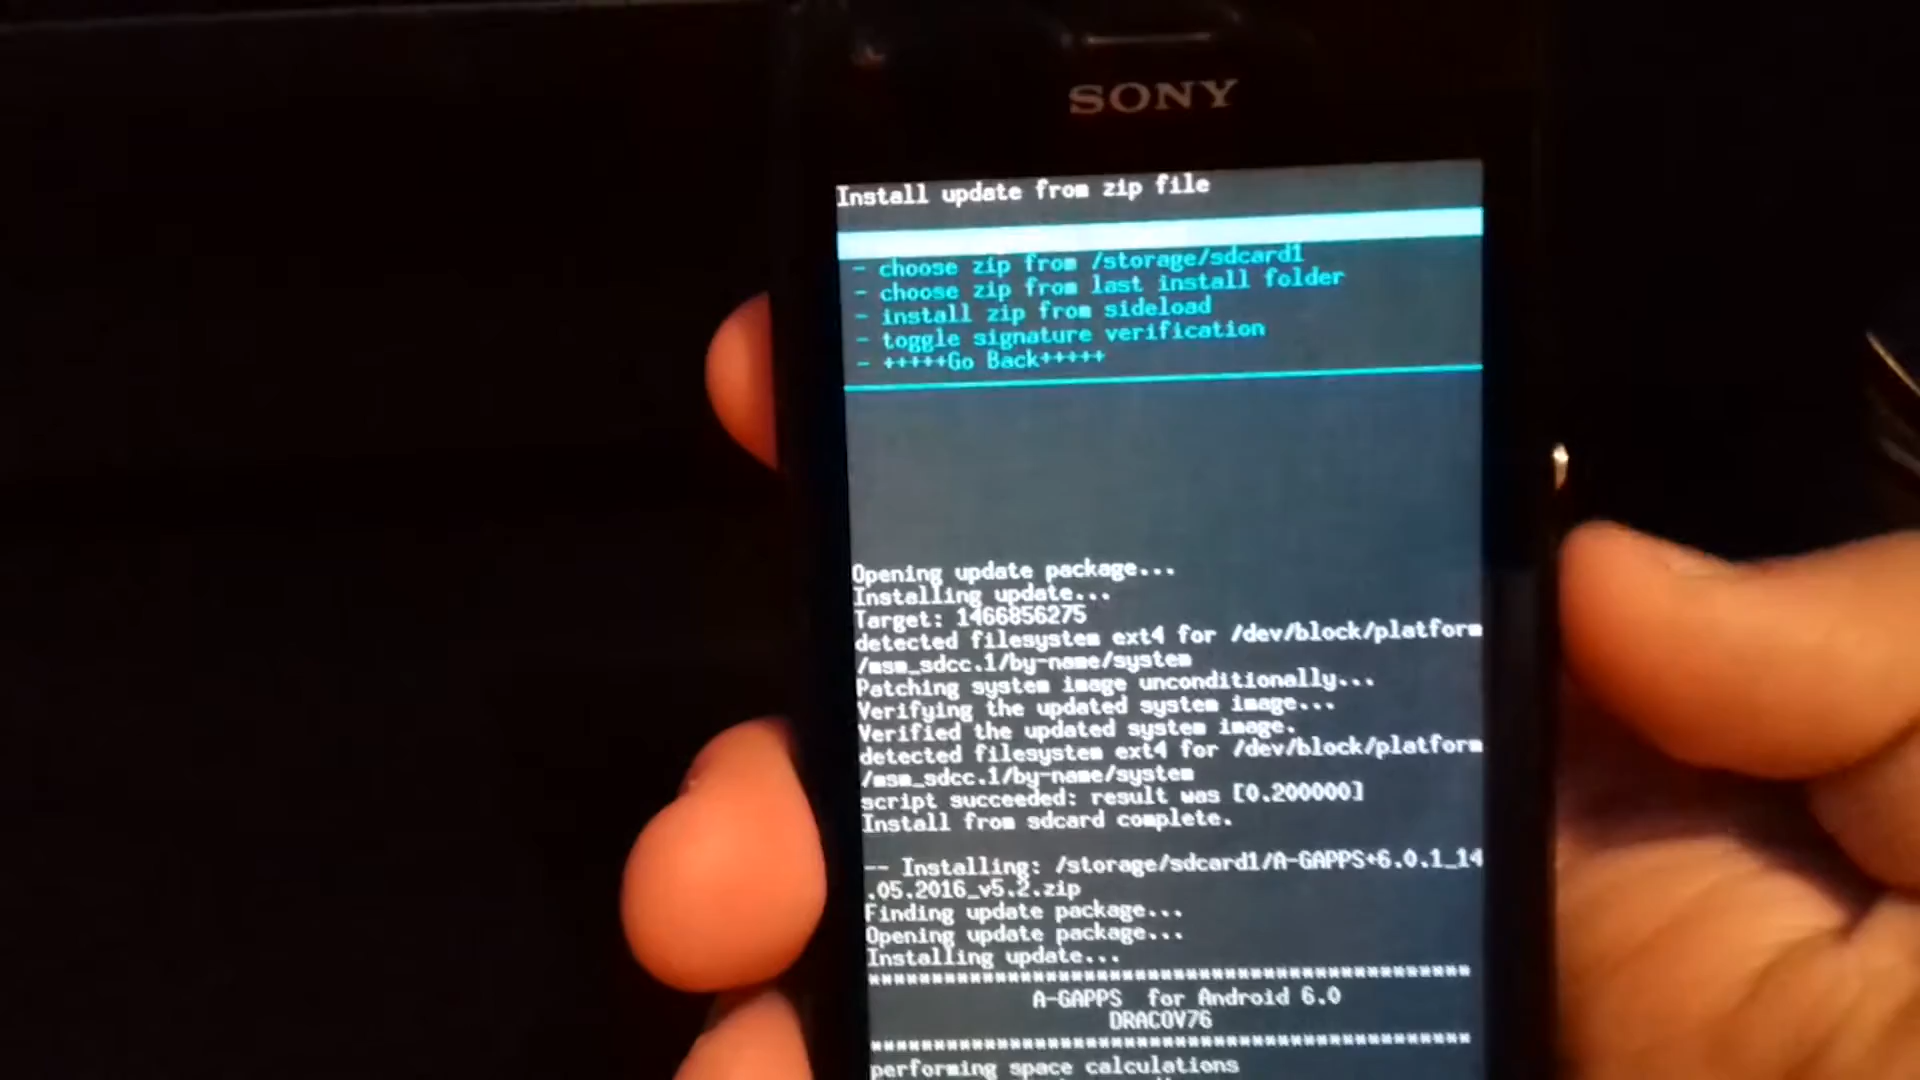 SONY
Install update from zip file
- choose zip from /storage/sdcard1
- choose zip from last install folder
- install zip from sideload
- toggle signature verification
- +++++Go Back+++++
Opening update package...
Installing update...
Target: 1466856275
detected filesystem ext4 for /dev/block/platform
/msm_sdcc.1/by-name/system
Patching system image unconditionally...
Verifying the updated system image...
Verified the updated system image.
detected filesystem ext4 for /dev/block/platform
/msm_sdcc.1/by-name/system
script succeeded: result was [0.200000]
Install from sdcard complete.
-- Installing: /storage/sdcard1/A-GAPPS+6.0.1_14
.05.2016_v5.2.zip
Finding update package...
Opening update package...
Installing update...
************************************************
A-GAPPS for Android 6.0
DRACOV76
************************************************
performing space calculations